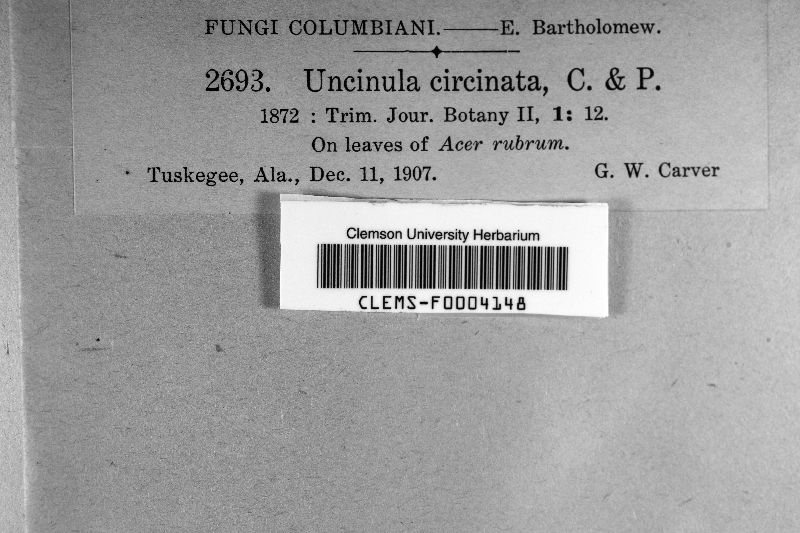 FUNGI COLUMBIANI.——E. Bartholomew.
2693. Uncinula circinata, C. & P.
1872 : Trim. Jour. Botany II, 1: 12.
On leaves of Acer rubrum.
Tuskegee, Ala., Dec. 11, 1907. G. W. Carver
Clemson University Herbarium
CLEMS-F0004148